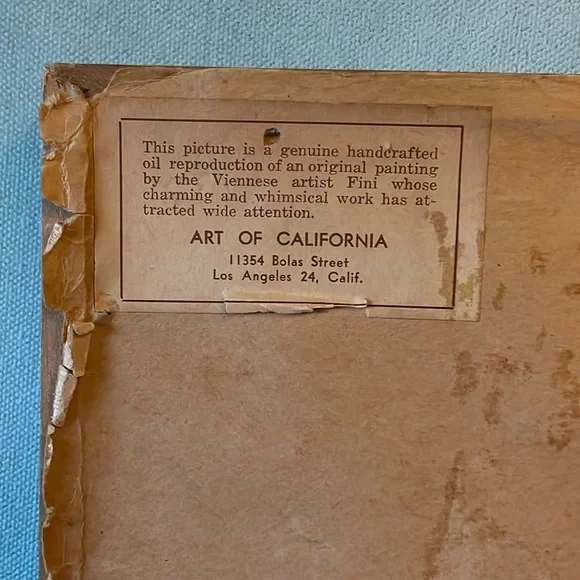 This picture is a genuine handcrafted
oil reproduction of an original painting
by the Viennese artist Fini whose
charming and whimsical work has at-
tracted wide attention.
ART OF CALIFORNIA
11354 Bolas Street
Los Angeles 24, Calif.